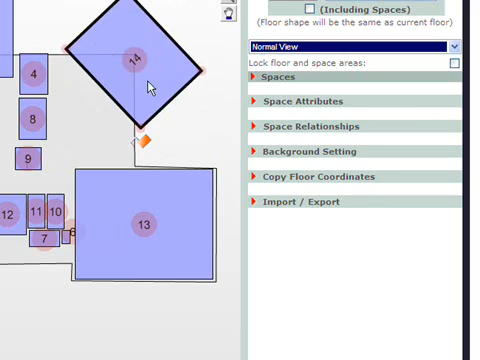 (Including Spaces)
(Floor shape will be the same as current floor)
Normal View
Lock floor and space areas:
Spaces
Space Attributes
Space Relationships
Background Setting
Copy Floor Coordinates
Import / Export
14
4
8
9
12
11
10
7
6
13